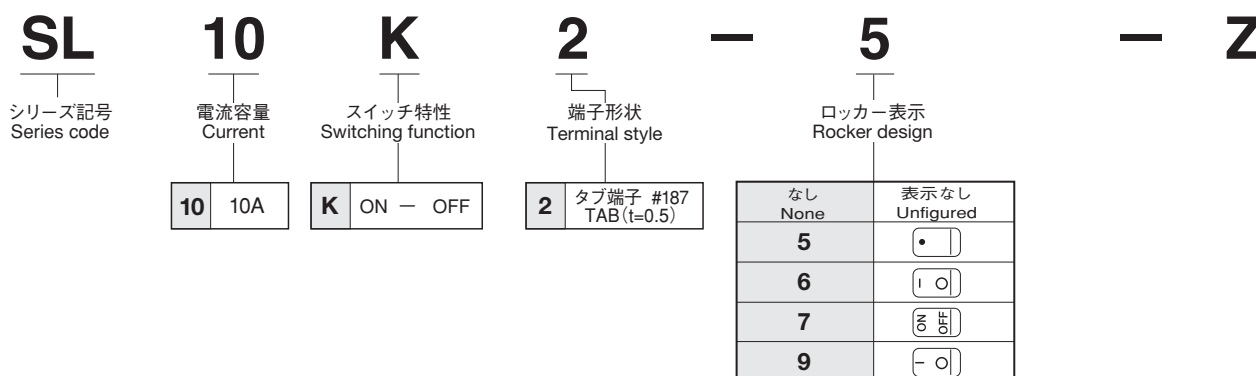 SL 10 K 2 — 5 — Z
シリーズ記号
Series code
電流容量
Current
スイッチ特性
Switching function
端子形状
Terminal style
ロッカー表示
Rocker design
10 10A
K ON — OFF
2 タブ端子 #187
TAB(t=0.5)
なし 表示なし
None Unfigured
5 •
6 I O
7 ON OFF
9 – O